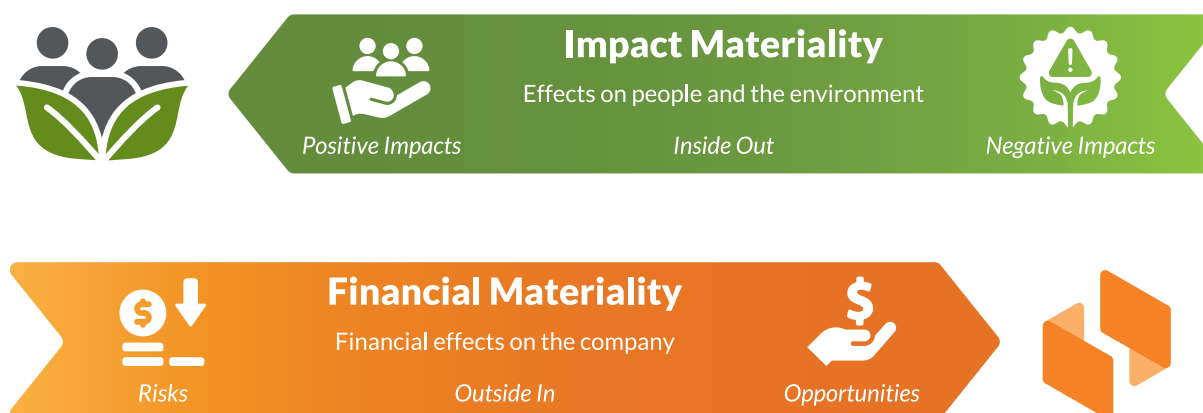 Impact Materiality
Effects on people and the environment
Positive Impacts
Inside Out
Negative Impacts
Financial Materiality
Financial effects on the company
Risks
Outside In
Opportunities